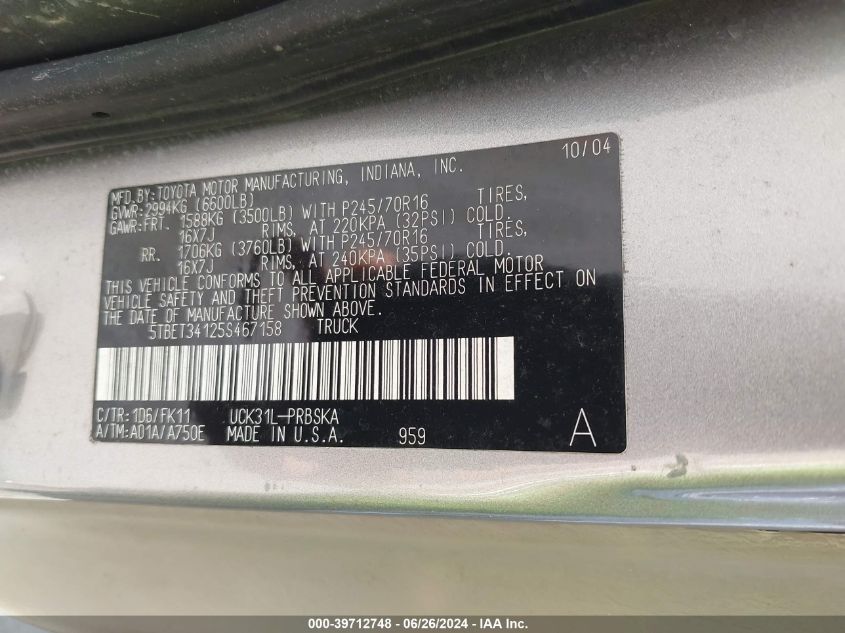 10/04
MFD.BY:TOYOTA MOTOR MANUFACTURING, INDIANA, INC.
GVWR:2994KG (6600LB)
GAWR:FRT. 1588KG (3500LB) WITH P245/70R16 TIRES,
16X7J RIMS, AT 220KPA (32PSI) COLD.
RR. 1706KG (3760LB) WITH P245/70R16 TIRES,
16X7J RIMS, AT 240KPA (35PSI) COLD.
THIS VEHICLE CONFORMS TO ALL APPLICABLE FEDERAL MOTOR
VEHICLE SAFETY AND THEFT PREVENTION STANDARDS IN EFFECT ON
THE DATE OF MANUFACTURE SHOWN ABOVE.
5TBET34125S467158 TRUCK
C/TR:1D6/FK11 UCK31L-PRBSKA
A/TM:A01A/A750E MADE IN U.S.A. 959 A
000-39712748 - 06/26/2024 - IAA Inc.